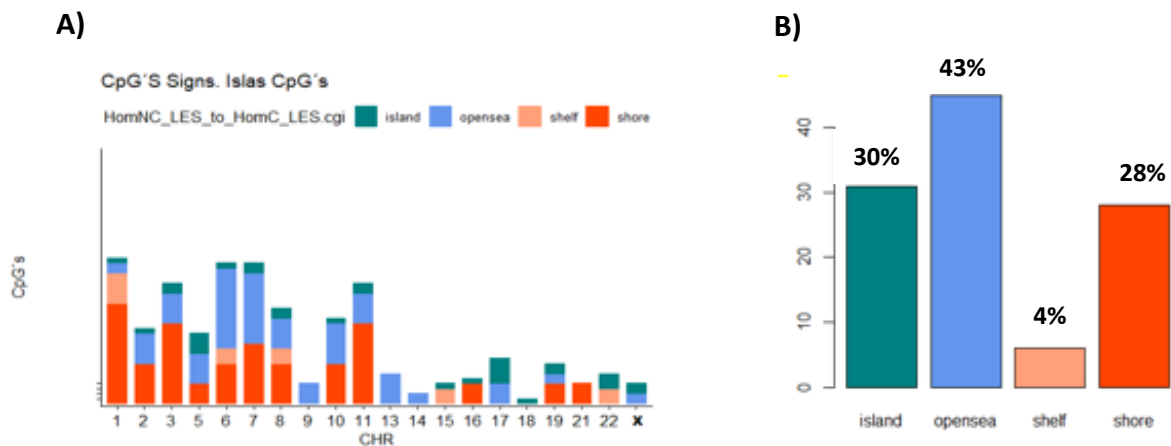 A)
CpG´S Signs. Islas CpG´s
HomNC_LES_to_HomC_LES.cgi island opensea shelf shore
CpG's
1 2 3 5 6 7 8 9 10 11 13 14 15 16 17 18 19 21 22 X
CHR
B)
43%
30%
28%
4%
40
30
20
10
0
island opensea shelf shore